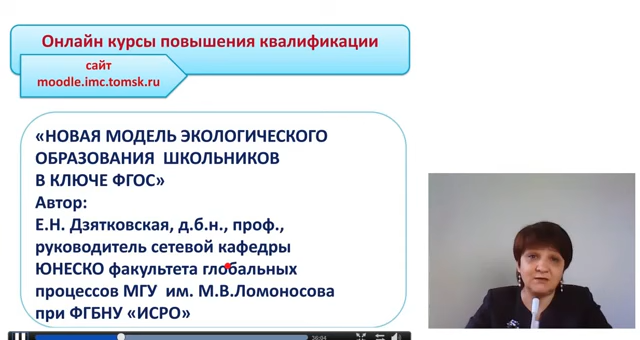 Онлайн курсы повышения квалификации
сайт
moodle.imc.tomsk.ru
«НОВАЯ МОДЕЛЬ ЭКОЛОГИЧЕСКОГО
ОБРАЗОВАНИЯ ШКОЛЬНИКОВ
В КЛЮЧЕ ФГОС»
Автор:
Е.Н. Дзятковская, д.б.н., проф.,
руководитель сетевой кафедры
ЮНЕСКО факультета глобальных
процессов МГУ им. М.В.Ломоносова
при ФГБНУ «ИСРО»